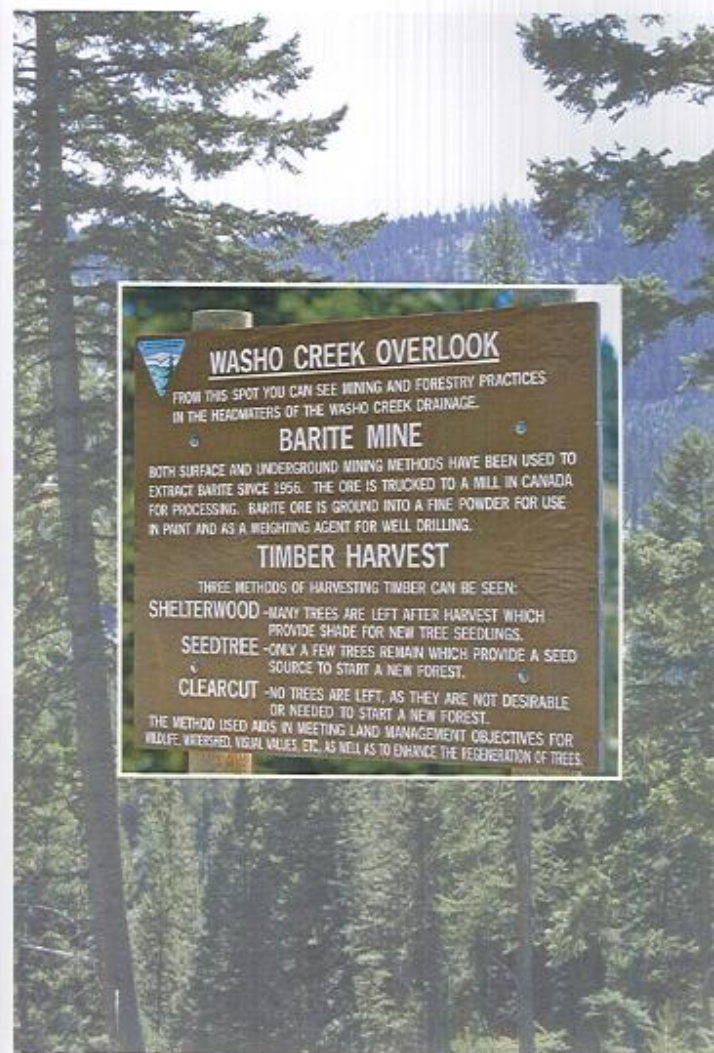 WASHO CREEK OVERLOOK
FROM THIS SPOT YOU CAN SEE MINING AND FORESTRY PRACTICES
IN THE HEADWATERS OF THE WASHO CREEK DRAINAGE.
BARITE MINE
BOTH SURFACE AND UNDERGROUND MINING METHODS HAVE BEEN USED TO
EXTRACT BARITE SINCE 1956. THE ORE IS TRUCKED TO A MILL IN CANADA
FOR PROCESSING. BARITE ORE IS GROUND INTO A FINE POWDER FOR USE
IN PAINT AND AS A WEIGHTING AGENT FOR WELL DRILLING.
TIMBER HARVEST
THREE METHODS OF HARVESTING TIMBER CAN BE SEEN:
SHELTERWOOD -MANY TREES ARE LEFT AFTER HARVEST WHICH
PROVIDE SHADE FOR NEW TREE SEEDLINGS.
SEEDTREE -ONLY A FEW TREES REMAIN WHICH PROVIDE A SEED
SOURCE TO START A NEW FOREST.
CLEARCUT -NO TREES ARE LEFT, AS THEY ARE NOT DESIRABLE
OR NEEDED TO START A NEW FOREST.
THE METHOD USED AIDS IN MEETING LAND MANAGEMENT OBJECTIVES FOR
WILDLIFE, WATERSHED, VISUAL VALUES, ETC, AS WELL AS TO ENHANCE THE REGENERATION OF TREES.